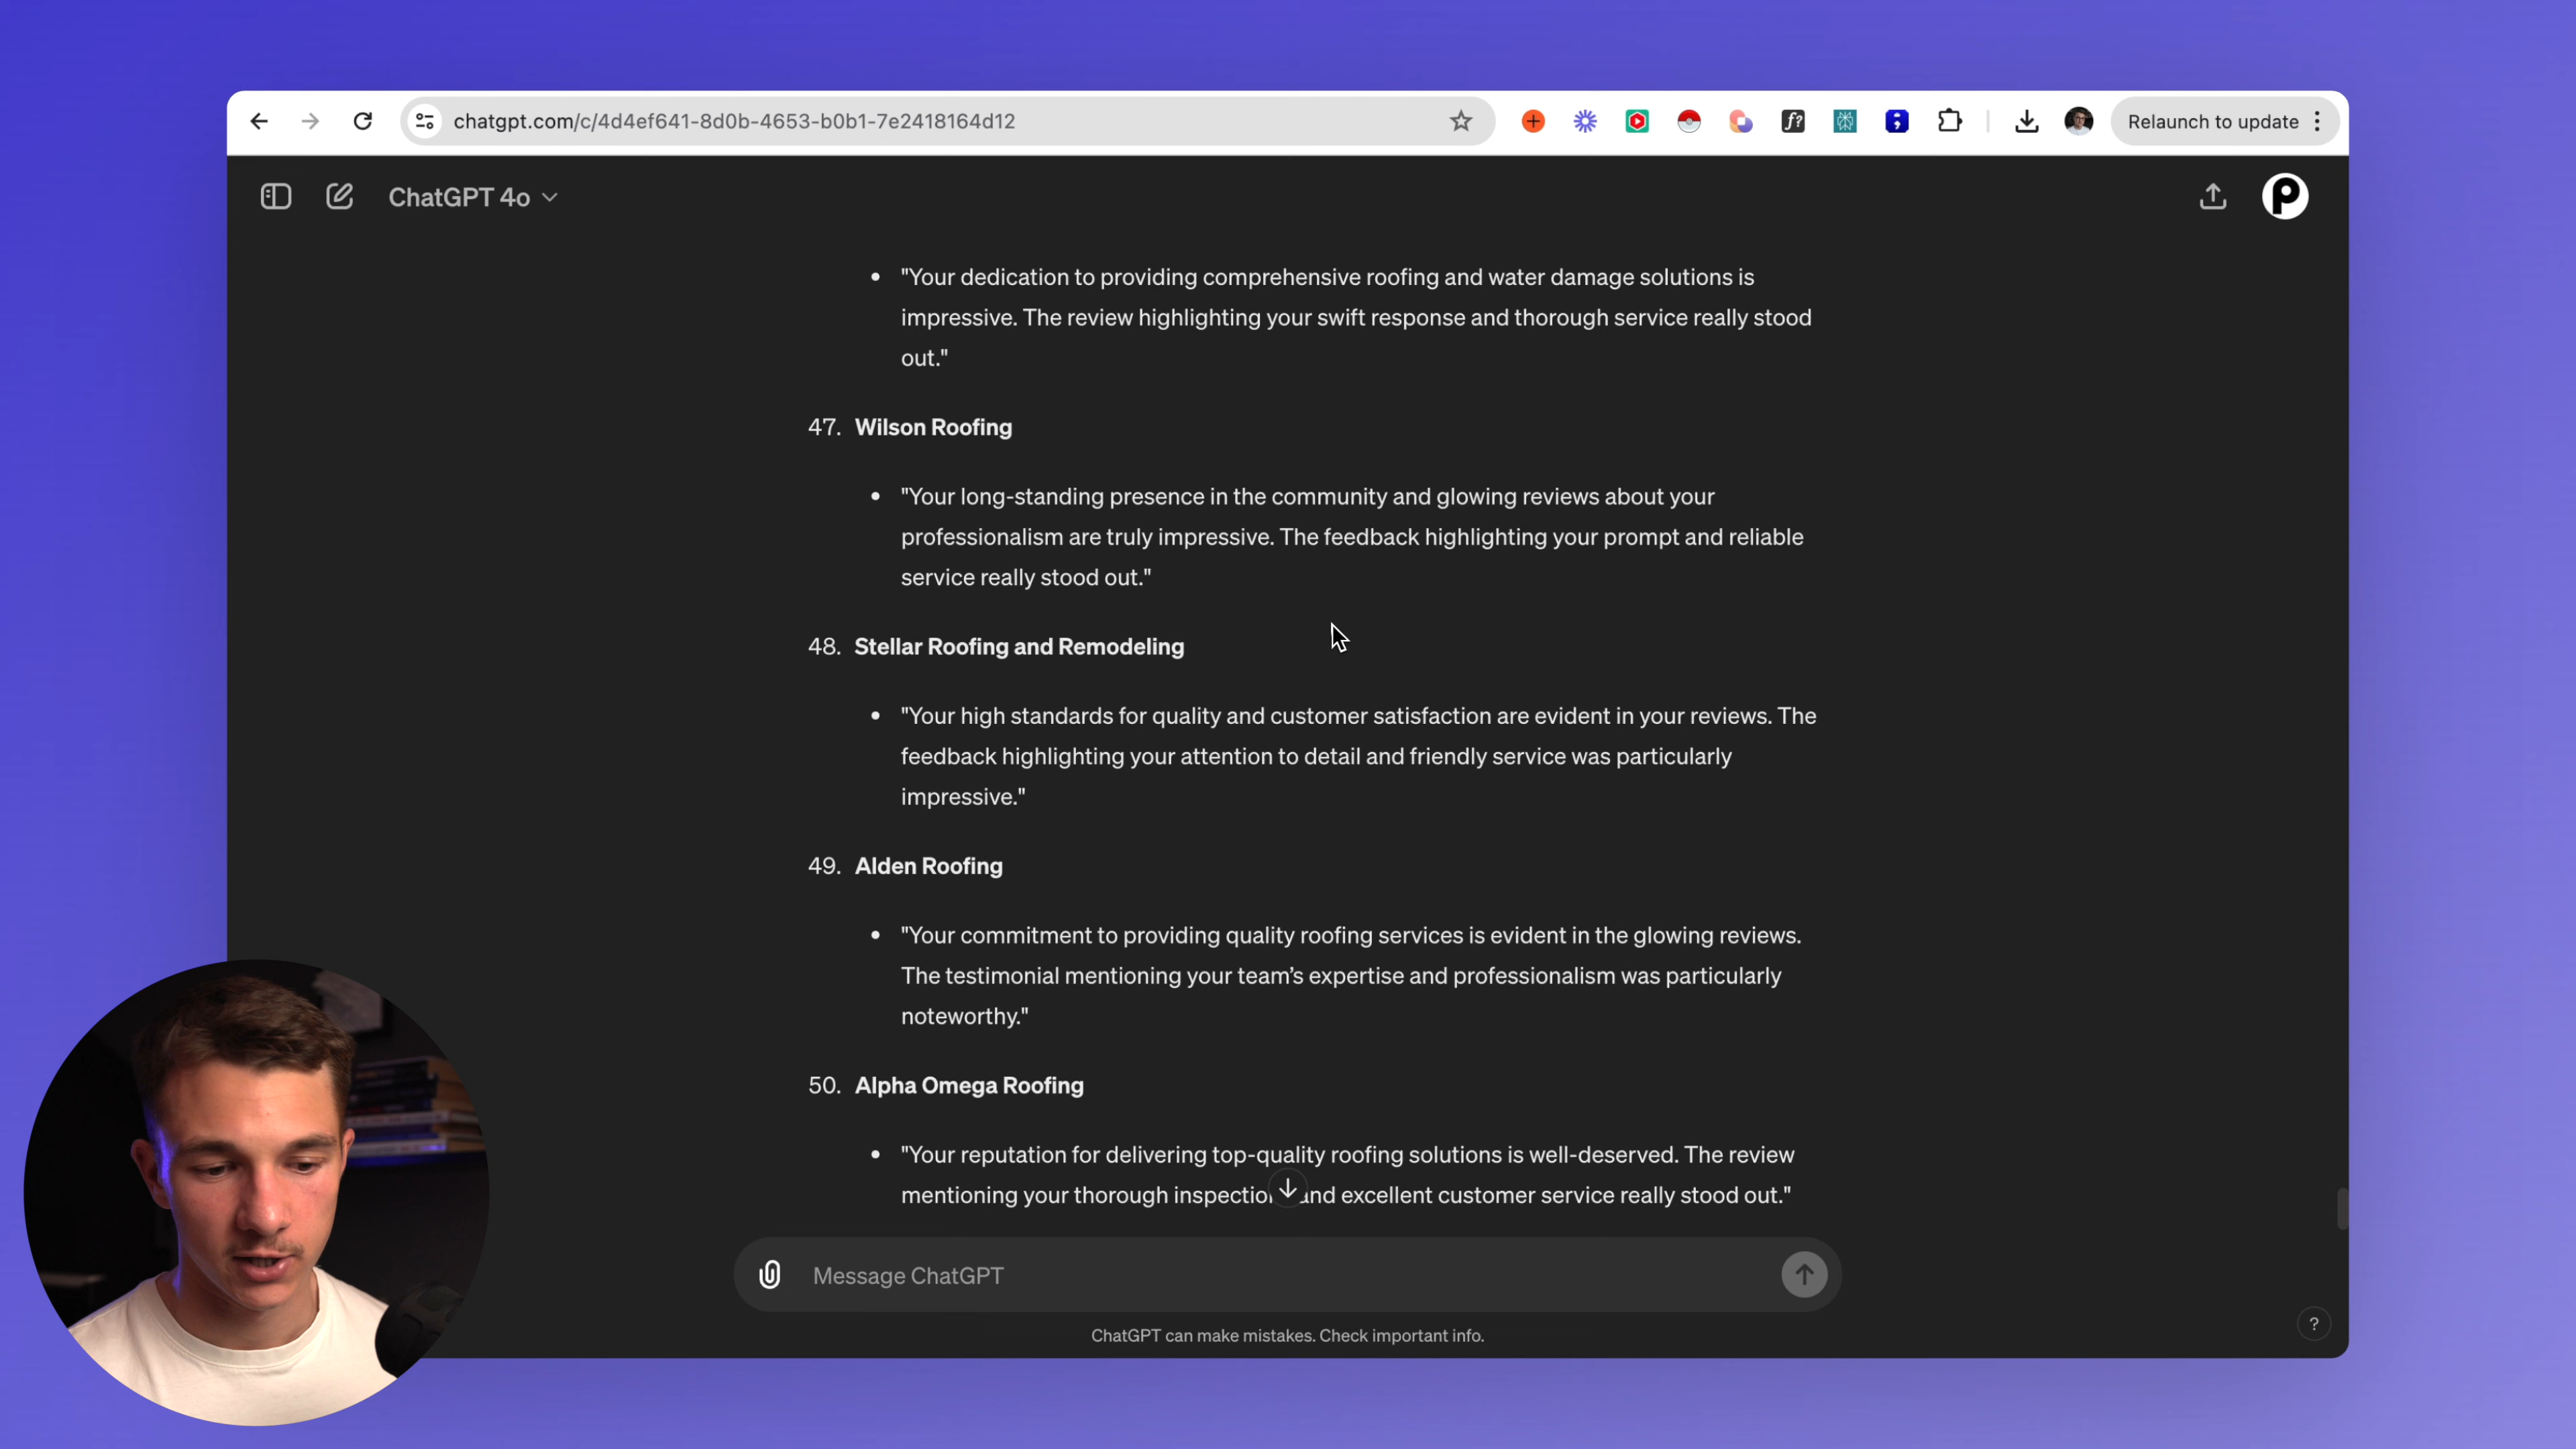 chatgpt.com/c/4d4ef641-8d0b-4653-b0b1-7e2418164d12
Relaunch to update
ChatGPT 4o
"Your dedication to providing comprehensive roofing and water damage solutions is
impressive. The review highlighting your swift response and thorough service really stood
out."
47. Wilson Roofing
"Your long-standing presence in the community and glowing reviews about your
professionalism are truly impressive. The feedback highlighting your prompt and reliable
service really stood out."
48. Stellar Roofing and Remodeling
"Your high standards for quality and customer satisfaction are evident in your reviews. The
feedback highlighting your attention to detail and friendly service was particularly
impressive."
49. Alden Roofing
"Your commitment to providing quality roofing services is evident in the glowing reviews.
The testimonial mentioning your team's expertise and professionalism was particularly
noteworthy."
50. Alpha Omega Roofing
"Your reputation for delivering top-quality roofing solutions is well-deserved. The review
mentioning your thorough inspection and excellent customer service really stood out."
Message ChatGPT
ChatGPT can make mistakes. Check important info.
?